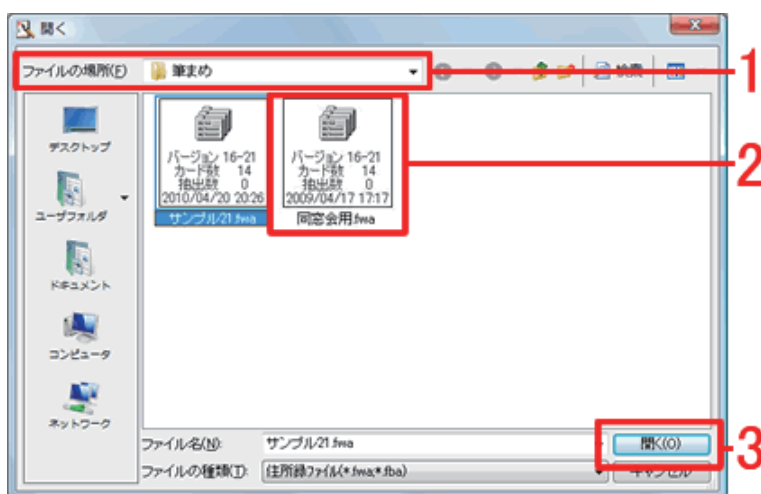 開く
ファイルの場所(F)
筆まめ
検索
1
デスクトップ
ユーザフォルダ
ドキュメント
コンピュータ
ネットワーク
バージョン 16-21
カード数 14
抽出数 0
2010/04/20 20:26
サンプル21.fwa
バージョン 16-21
カード数 14
抽出数 0
2009/04/17 17:17
同窓会用.fwa
2
ファイル名(N):
サンプル21.fwa
開く(O)
3
ファイルの種類(T):
住所録ファイル(*.fwa;*.fba)
キャンセル